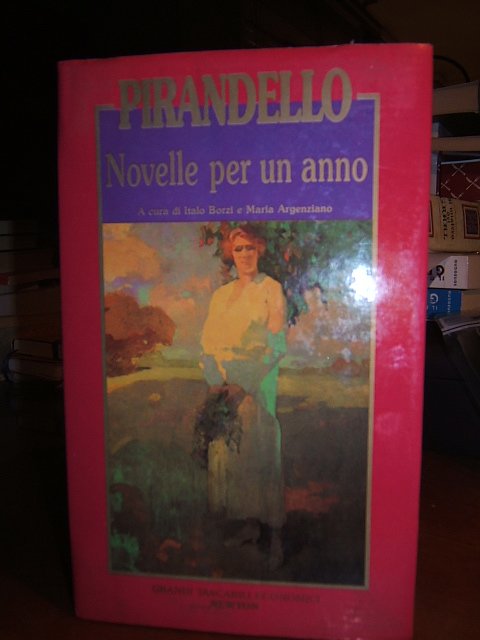 PIRANDELLO
Novelle per un anno
A cura di Italo Borzi e Maria Argenziano
GRANDI TASCABILI ECONOMICI
NEWTON